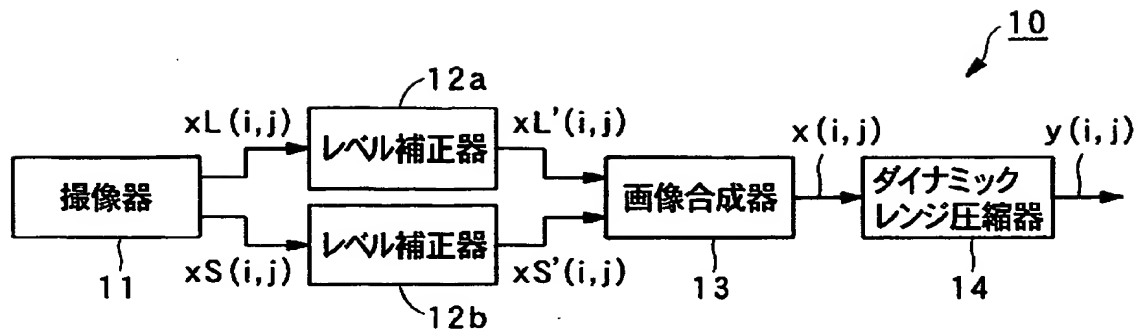 10
12a
xL(i,j)
レベル補正器
xL'(i,j)
x(i,j)
y(i,j)
撮像器
画像合成器
ダイナミック
レンジ圧縮器
レベル補正器
11
xS(i,j)
xS'(i,j)
13
14
12b